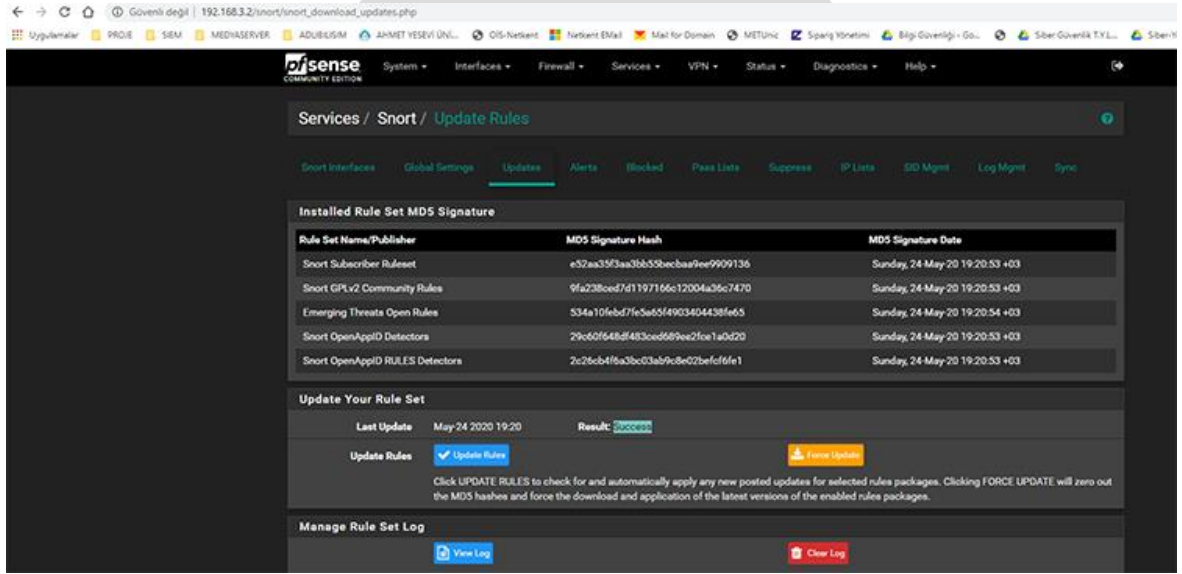 Güvenli değil | 192.168.3.2/snort/snort_download_updates.php
Uygulamalar PROJE SIEM MEDYASERVER ADUBILISIM AHMET YESEVİ ÜNİ... OİS-Netkent Netkent EMail Mail for Domain METUnic Sipariş Yönetimi Bilgi Güvenliği - Go... Siber Güvenlik T.Y.L...
pfsense COMMUNITY EDITION System Interfaces Firewall Services VPN Status Diagnostics Help
Services / Snort / Update Rules
Snort Interfaces Global Settings Updates Alerts Blocked Pass Lists Suppress IP Lists SID Mgmt Log Mgmt Sync
Installed Rule Set MD5 Signature
Rule Set Name/Publisher MD5 Signature Hash MD5 Signature Date
Snort Subscriber Ruleset e52aa35f3aa3bb55becbaa9ee9909136 Sunday, 24-May-20 19:20:53 +03
Snort GPLv2 Community Rules 9fa238ced7d1197166c12004a36c7470 Sunday, 24-May-20 19:20:53 +03
Emerging Threats Open Rules 534a10febd7fe5a65f4903404438fe65 Sunday, 24-May-20 19:20:54 +03
Snort OpenAppID Detectors 29c60f648df483ced689ee2fce1a0d20 Sunday, 24-May-20 19:20:53 +03
Snort OpenAppID RULES Detectors 2c26cb4f6a3bc03ab9c8e02befcf6fe1 Sunday, 24-May-20 19:20:53 +03
Update Your Rule Set
Last Update May-24 2020 19:20 Result: Success
Update Rules Update Rules Force Update
Click UPDATE RULES to check for and automatically apply any new posted updates for selected rules packages. Clicking FORCE UPDATE will zero out
the MD5 hashes and force the download and application of the latest versions of the enabled rules packages.
Manage Rule Set Log
View Log Clear Log